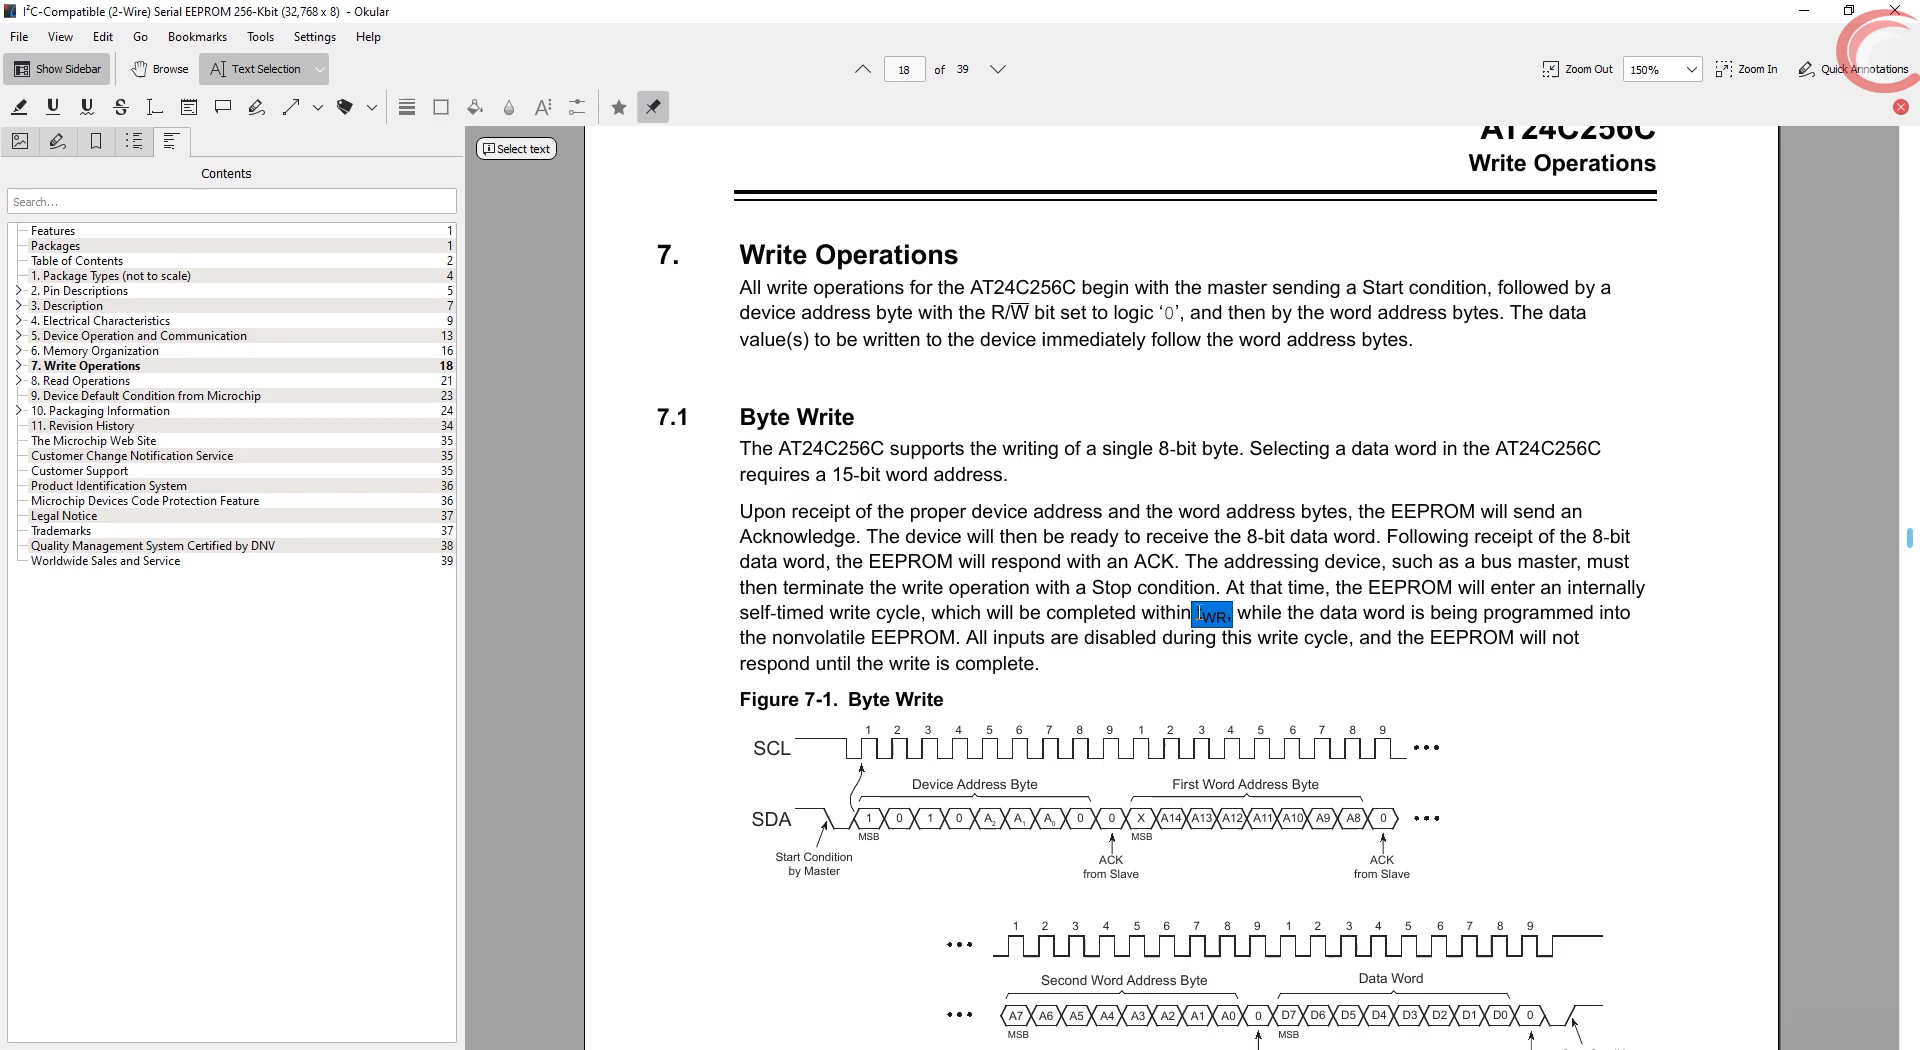 I²C-Compatible (2-Wire) Serial EEPROM 256-Kbit (32,768 x 8) - Okular
File View Edit Go Bookmarks Tools Settings Help
Show Sidebar Browse Text Selection 18 of 39 Zoom Out 150% Zoom In Quick Annotations
Contents
Search...
Features 1
Packages 1
Table of Contents 2
1. Package Types (not to scale) 4
2. Pin Descriptions 5
3. Description 7
4. Electrical Characteristics 9
5. Device Operation and Communication 13
6. Memory Organization 16
7. Write Operations 18
8. Read Operations 21
9. Device Default Condition from Microchip 23
10. Packaging Information 24
11. Revision History 34
The Microchip Web Site 35
Customer Change Notification Service 35
Customer Support 35
Product Identification System 36
Microchip Devices Code Protection Feature 36
Legal Notice 37
Trademarks 37
Quality Management System Certified by DNV 38
Worldwide Sales and Service 39
Select text
AT24C256C
Write Operations
7. Write Operations
All write operations for the AT24C256C begin with the master sending a Start condition, followed by a
device address byte with the R/W̅ bit set to logic ‘0’, and then by the word address bytes. The data
value(s) to be written to the device immediately follow the word address bytes.
7.1 Byte Write
The AT24C256C supports the writing of a single 8-bit byte. Selecting a data word in the AT24C256C
requires a 15-bit word address.
Upon receipt of the proper device address and the word address bytes, the EEPROM will send an
Acknowledge. The device will then be ready to receive the 8-bit data word. Following receipt of the 8-bit
data word, the EEPROM will respond with an ACK. The addressing device, such as a bus master, must
then terminate the write operation with a Stop condition. At that time, the EEPROM will enter an internally
self-timed write cycle, which will be completed within tWR, while the data word is being programmed into
the nonvolatile EEPROM. All inputs are disabled during this write cycle, and the EEPROM will not
respond until the write is complete.
Figure 7-1. Byte Write
1 2 3 4 5 6 7 8 9 1 2 3 4 5 6 7 8 9
SCL
Device Address Byte First Word Address Byte
SDA 1 0 1 0 A2 A1 A0 0 0 X A14 A13 A12 A11 A10 A9 A8 0
MSB MSB
Start Condition
by Master
ACK
from Slave
ACK
from Slave
1 2 3 4 5 6 7 8 9 1 2 3 4 5 6 7 8 9
Second Word Address Byte Data Word
A7 A6 A5 A4 A3 A2 A1 A0 0 D7 D6 D5 D4 D3 D2 D1 D0 0
MSB MSB